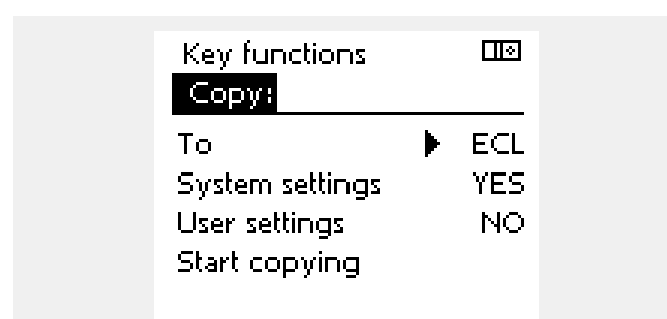 Key functions
Copy:
To ECL
System settings YES
User settings NO
Start copying